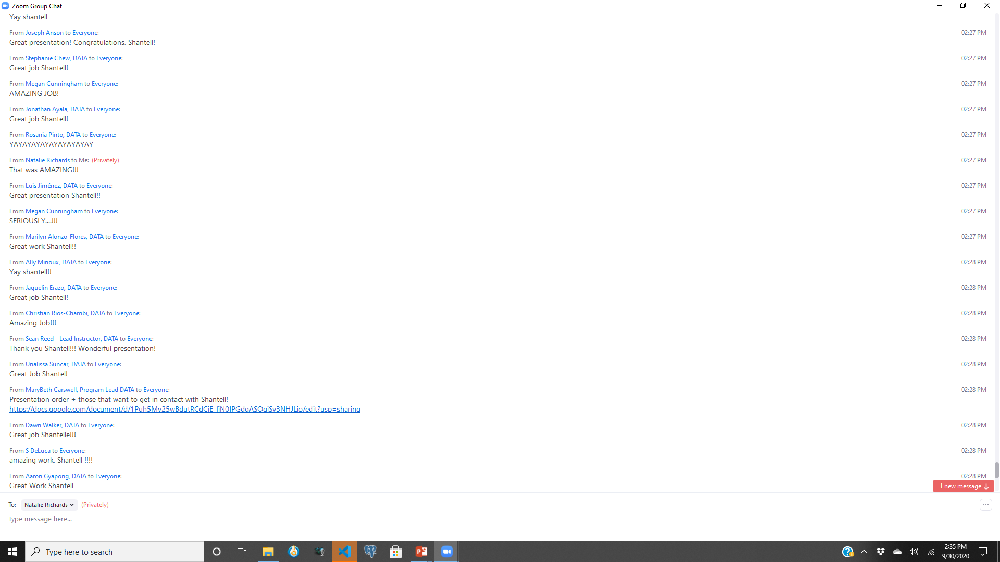 Zoom Group Chat
Yay shantell
From Joseph Anson to Everyone: 02:27 PM
Great presentation! Congratulations, Shantell!
From Stephanie Chew, DATA to Everyone: 02:27 PM
Great job Shantell!
From Megan Cunningham to Everyone: 02:27 PM
AMAZING JOB!
From Jonathan Ayala, DATA to Everyone: 02:27 PM
Great job Shantell!
From Rosania Pinto, DATA to Everyone: 02:27 PM
YAYAYAYAYAYAYAYAYAY
From Natalie Richards to Me: (Privately) 02:27 PM
That was AMAZING!!!
From Luis Jiménez, DATA to Everyone: 02:27 PM
Great presentation Shantell!!
From Megan Cunningham to Everyone: 02:27 PM
SERIOUSLY....!!!
From Marilyn Alonzo-Flores, DATA to Everyone: 02:27 PM
Great work Shantell!!
From Ally Minoux, DATA to Everyone: 02:28 PM
Yay shantell!!
From Jaquelin Erazo, DATA to Everyone: 02:28 PM
Great job Shantell!
From Christian Rios-Chambi, DATA to Everyone: 02:28 PM
Amazing Job!!!
From Sean Reed - Lead Instructor, DATA to Everyone: 02:28 PM
Thank you Shantell!!! Wonderful presentation!
From Unalissa Suncar, DATA to Everyone: 02:28 PM
Great Job Shantel!
From MaryBeth Carswell, Program Lead DATA to Everyone: 02:28 PM
Presentation order + those that want to get in contact with Shantell!
https://docs.google.com/document/d/1Puh5Mv25wBdutRCdCiE_fiN0IPGdgASOqiSy3NHJLjo/edit?usp=sharing
From Dawn Walker, DATA to Everyone: 02:28 PM
Great job Shantelle!!!
From S DeLuca to Everyone: 02:28 PM
amazing work, Shantell !!!!
From Aaron Gyapong, DATA to Everyone: 02:28 PM
Great Work Shantell
1 new message ↓
To: Natalie Richards (Privately)
Type message here...
Type here to search
2:35 PM
9/30/2020